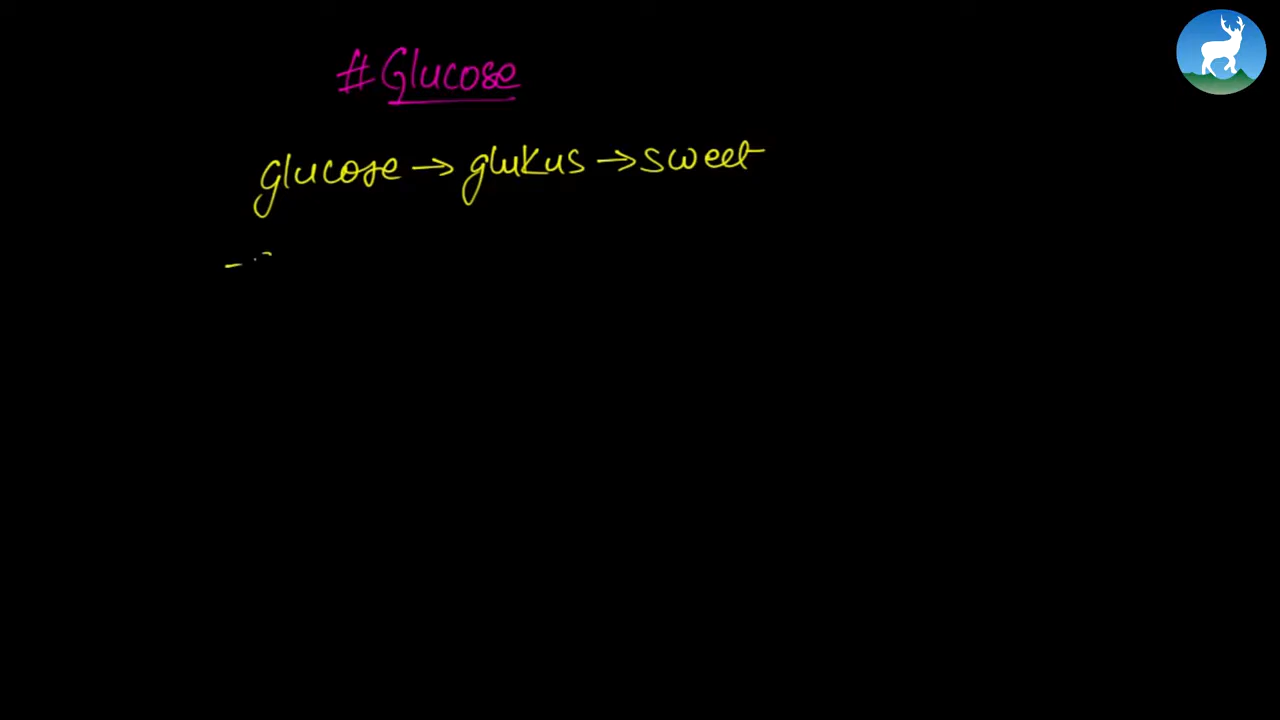 #Glucose
glucose → glukus → sweet
-